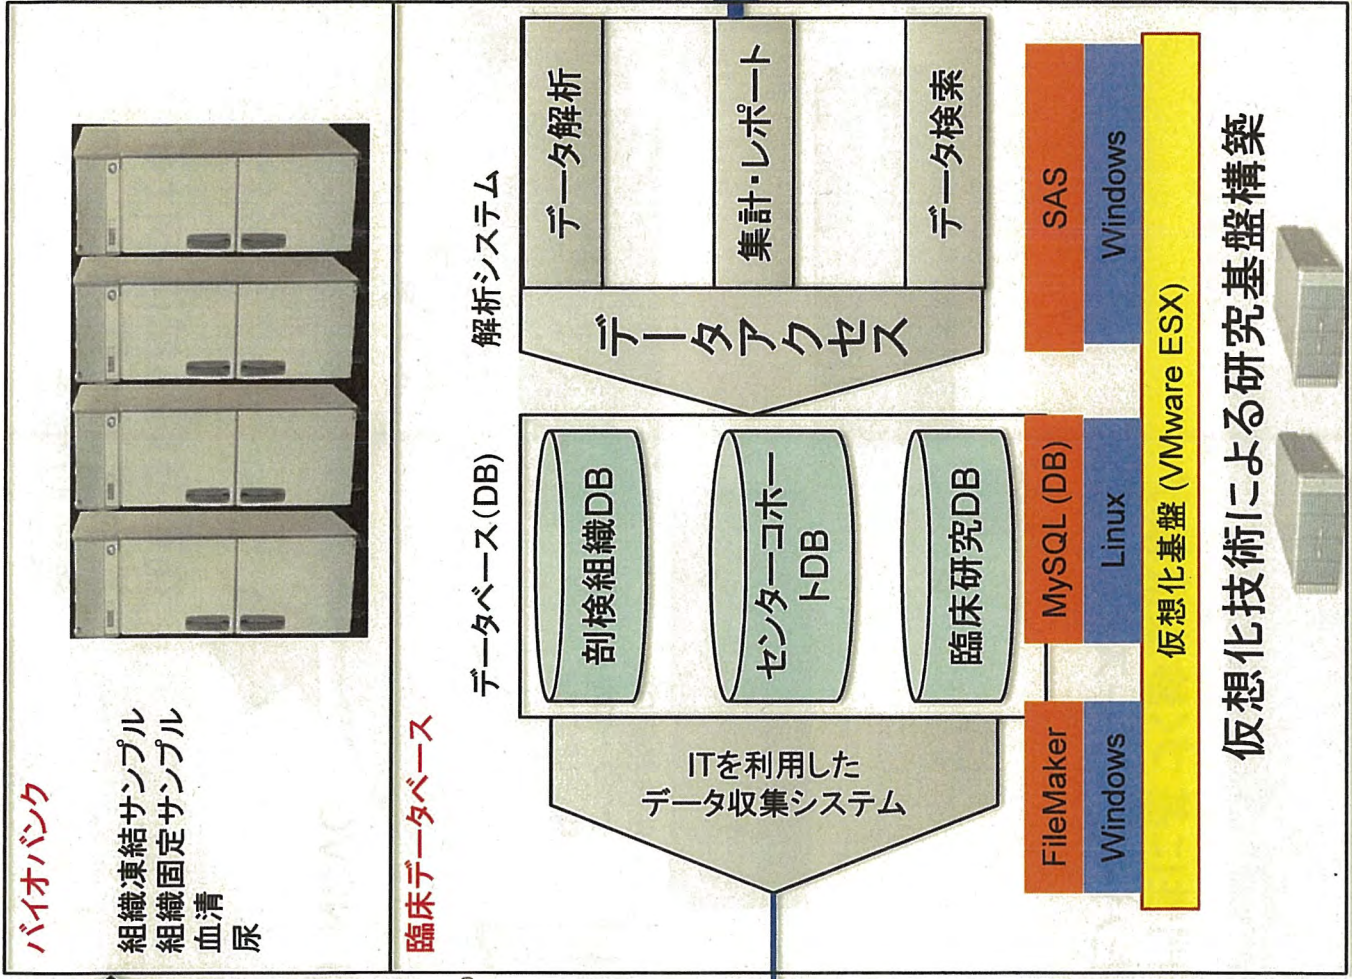 バイオバンク
組織凍結サンプル
組織固定サンプル
血清
尿
臨床データベース
データベース(DB)
解析システム
ITを利用した
データ収集システム
剖検組織DB
センターコホー
トDB
臨床研究DB
データアクセス
データ解析
集計・レポート
データ検索
FileMaker
Windows
MySQL (DB)
Linux
SAS
Windows
仮想化基盤 (VMware ESX)
仮想化技術による研究基盤構築